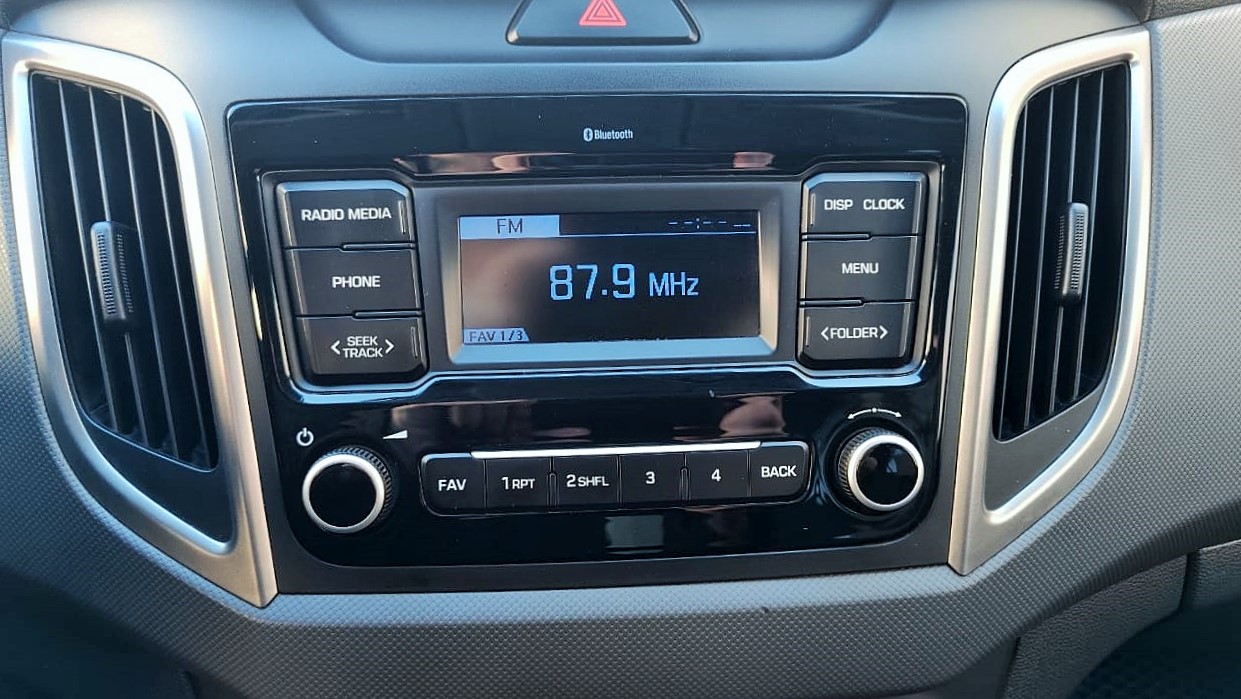 Bluetooth
RADIO MEDIA
DISP CLOCK
FM
--:-- --
PHONE
87.9 MHz
MENU
SEEK
TRACK
FAV 1/3
<FOLDER>
FAV
1 RPT
2 SHFL
3
4
BACK